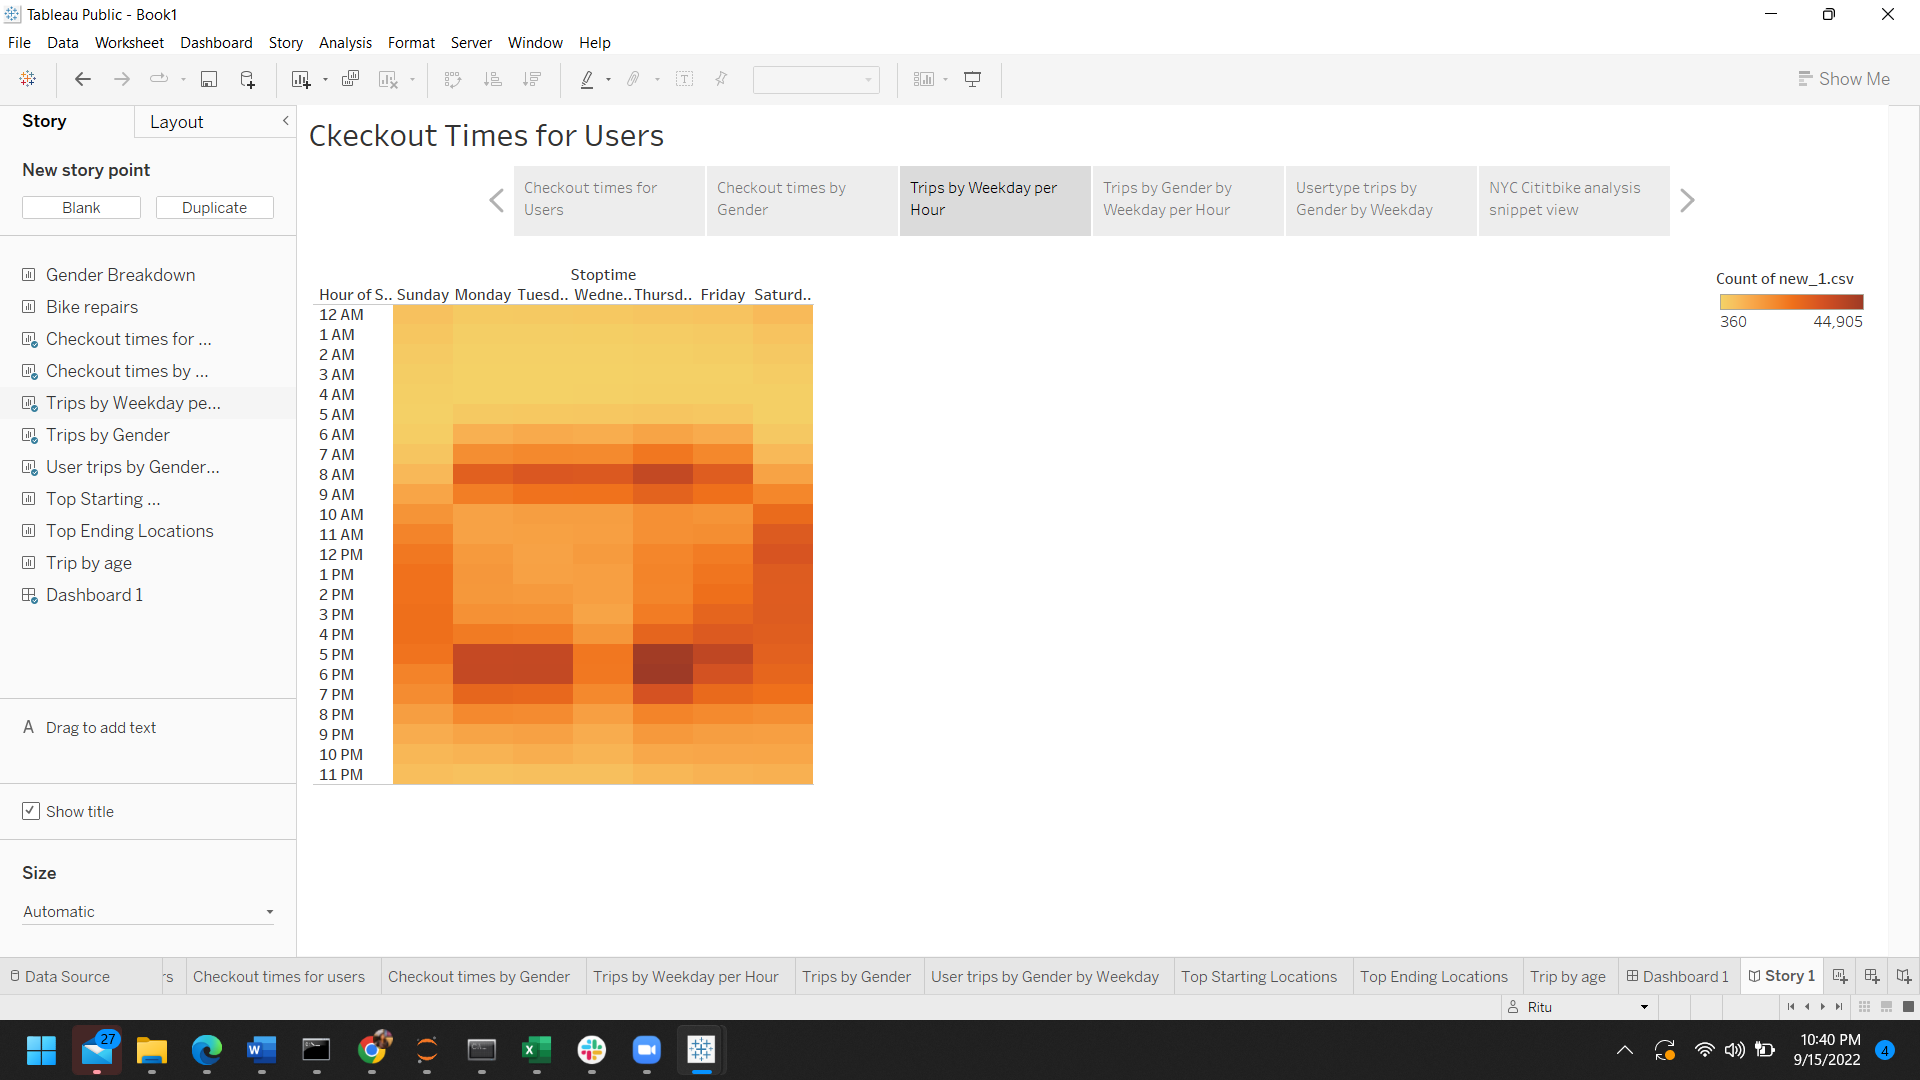 Tableau Public - Book1
File Data Worksheet Dashboard Story Analysis Format Server Window Help
Show Me
Story Layout
New story point
Blank Duplicate
Gender Breakdown
Bike repairs
Checkout times for ...
Checkout times by ...
Trips by Weekday pe...
Trips by Gender
User trips by Gender...
Top Starting ...
Top Ending Locations
Trip by age
Dashboard 1
A Drag to add text
Show title
Size
Automatic
Ckeckout Times for Users
Checkout times for
Users
Checkout times by
Gender
Trips by Weekday per
Hour
Trips by Gender by
Weekday per Hour
Usertype trips by
Gender by Weekday
NYC Cititbike analysis
snippet view
Stoptime
Hour of S.. Sunday Monday Tuesd.. Wedne.. Thursd.. Friday Saturd..
12 AM
1 AM
2 AM
3 AM
4 AM
5 AM
6 AM
7 AM
8 AM
9 AM
10 AM
11 AM
12 PM
1 PM
2 PM
3 PM
4 PM
5 PM
6 PM
7 PM
8 PM
9 PM
10 PM
11 PM
Count of new_1.csv
360 44,905
Data Source rs Checkout times for users Checkout times by Gender Trips by Weekday per Hour Trips by Gender User trips by Gender by Weekday Top Starting Locations Top Ending Locations Trip by age Dashboard 1 Story 1
Ritu
27
10:40 PM
9/15/2022
4